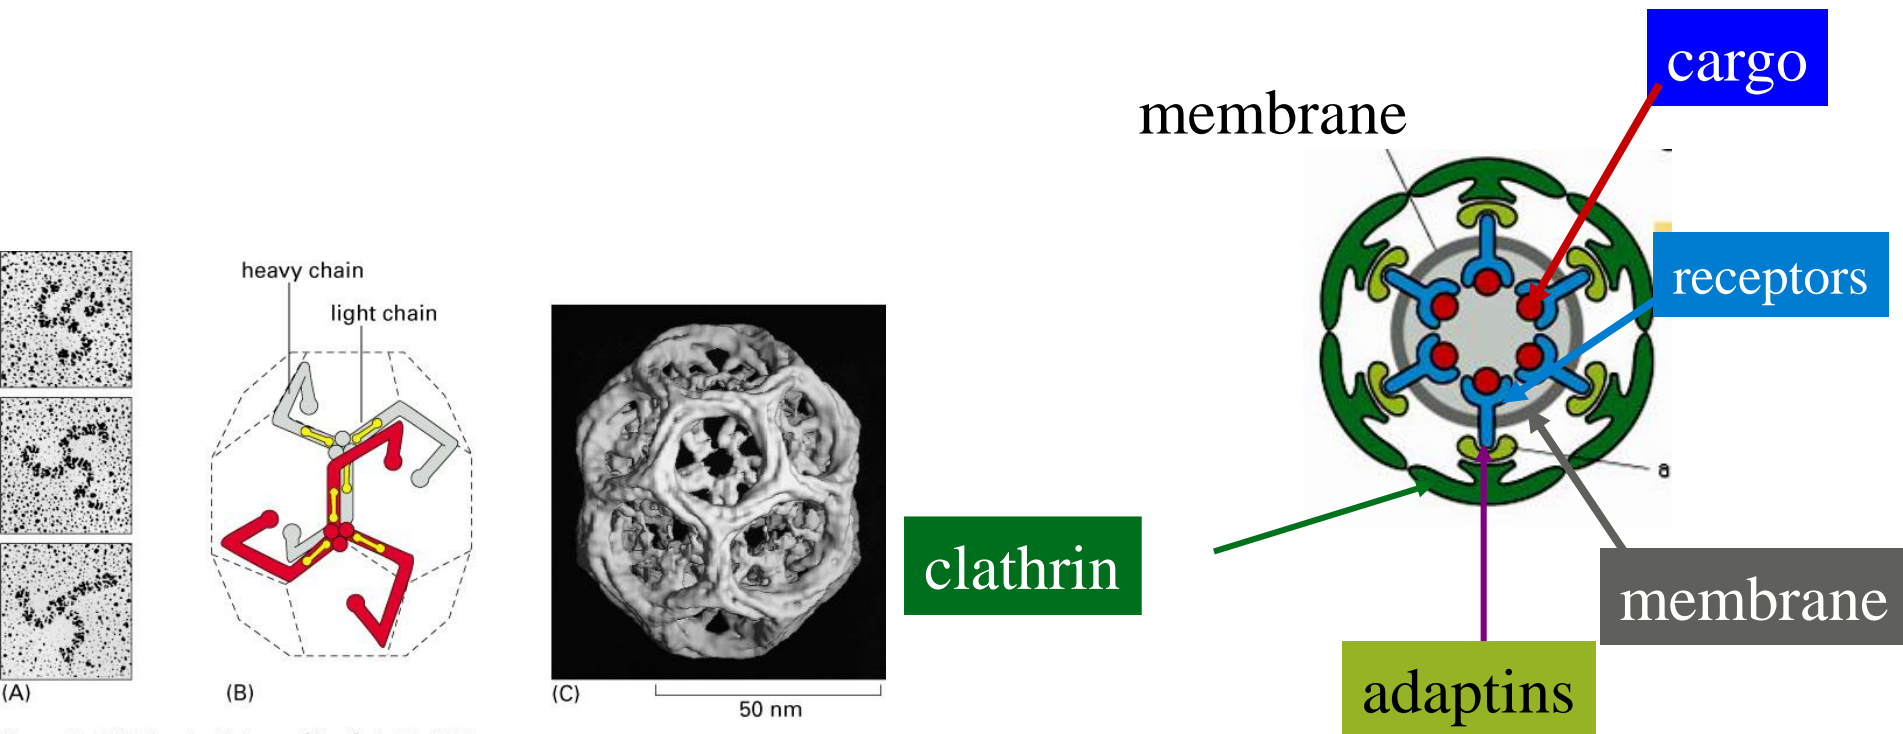 heavy chain
light chain
(A)
(B)
(C)
50 nm
membrane
cargo
receptors
a
clathrin
membrane
adaptins